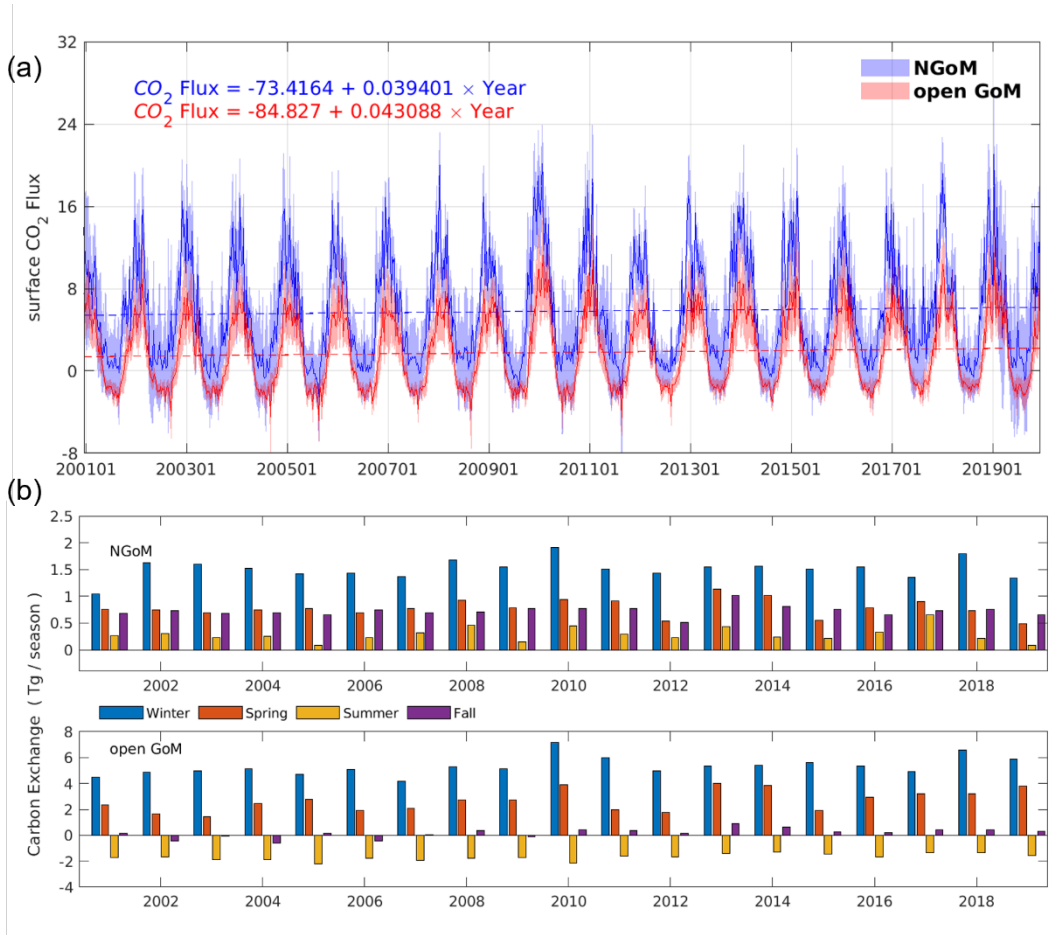 (a)
32
24
16
8
0
-8
surface CO2 Flux
CO2 Flux = -73.4164 + 0.039401 × Year
CO2 Flux = -84.827 + 0.043088 × Year
NGoM
open GoM
200101 200301 200501 200701 200901 201101 201301 201501 201701 201901
(b)
Carbon Exchange ( Tg / season )
2.5
2
1.5
1
0.5
0
NGoM
2002 2004 2006 2008 2010 2012 2014 2016 2018
Winter Spring Summer Fall
8
6
4
2
0
-2
-4
open GoM
2002 2004 2006 2008 2010 2012 2014 2016 2018